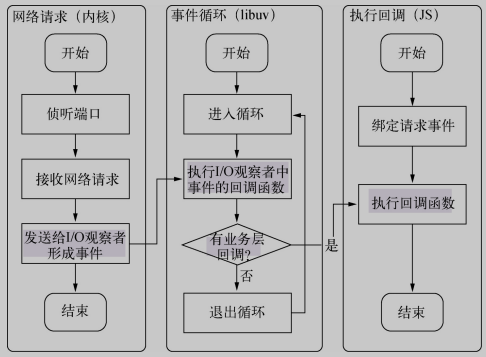 网络请求（内核）
开始
侦听端口
接收网络请求
发送给I/O观察者
形成事件
结束
事件循环（libuv）
开始
进入循环
执行I/O观察者中
事件的回调函数
有业务层
回调?
是
否
退出循环
执行回调（JS）
开始
绑定请求事件
执行回调函数
结束